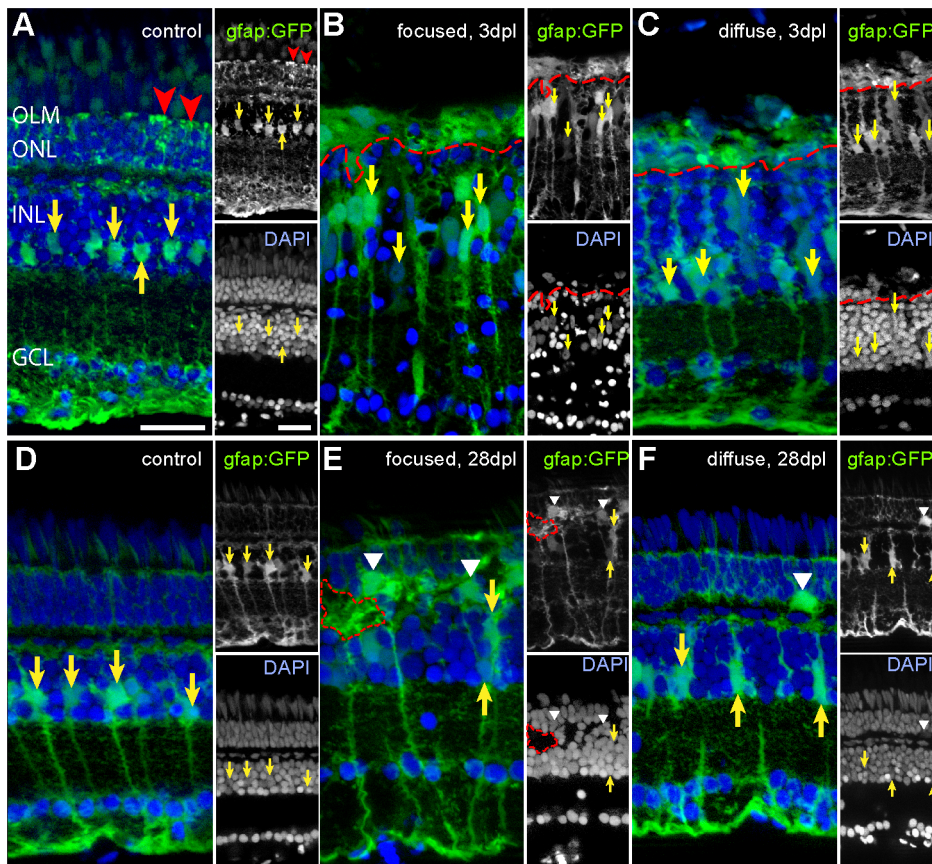 A control
gfap:GFP
OLM
ONL
INL
GCL
DAPI
B focused, 3dpl
gfap:GFP
DAPI
C diffuse, 3dpl
gfap:GFP
DAPI
D control
gfap:GFP
DAPI
E focused, 28dpl
gfap:GFP
DAPI
F diffuse, 28dpl
gfap:GFP
DAPI